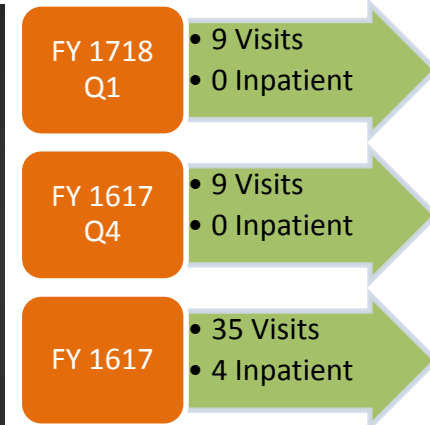 FY 1718
Q1
• 9 Visits
• 0 Inpatient
FY 1617
Q4
• 9 Visits
• 0 Inpatient
FY 1617
• 35 Visits
• 4 Inpatient